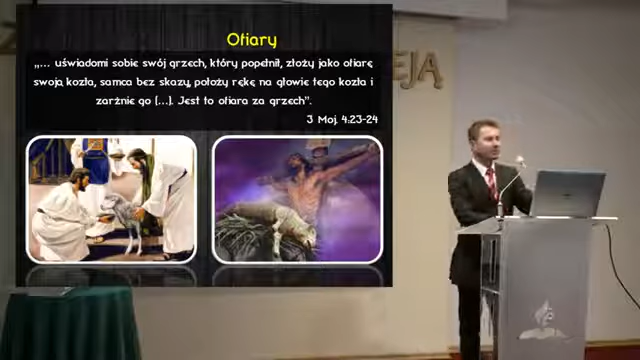 Ofiary
„... uświadomi sobie swój grzech, który popełnił, złoży jako ofiarę
swoją kozła, samca bez skazy, położy rękę na głowie tego kozła i
zarżnie go (...). Jest to ofiara za grzech”.
3 Moj. 4:23-24
EJĄ